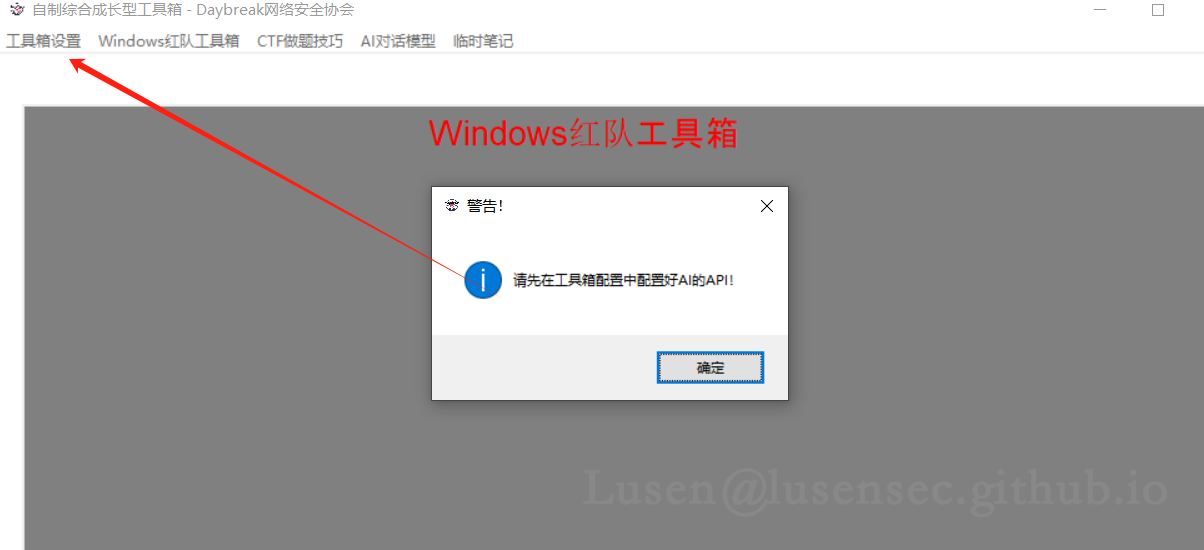 自制综合成长型工具箱 - Daybreak网络安全协会
工具箱设置 Windows红队工具箱 CTF做题技巧 AI对话模型 临时笔记
Windows红队工具箱
警告!
请先在工具箱配置中配置好AI的API!
确定
Lusen@lusensec.github.io